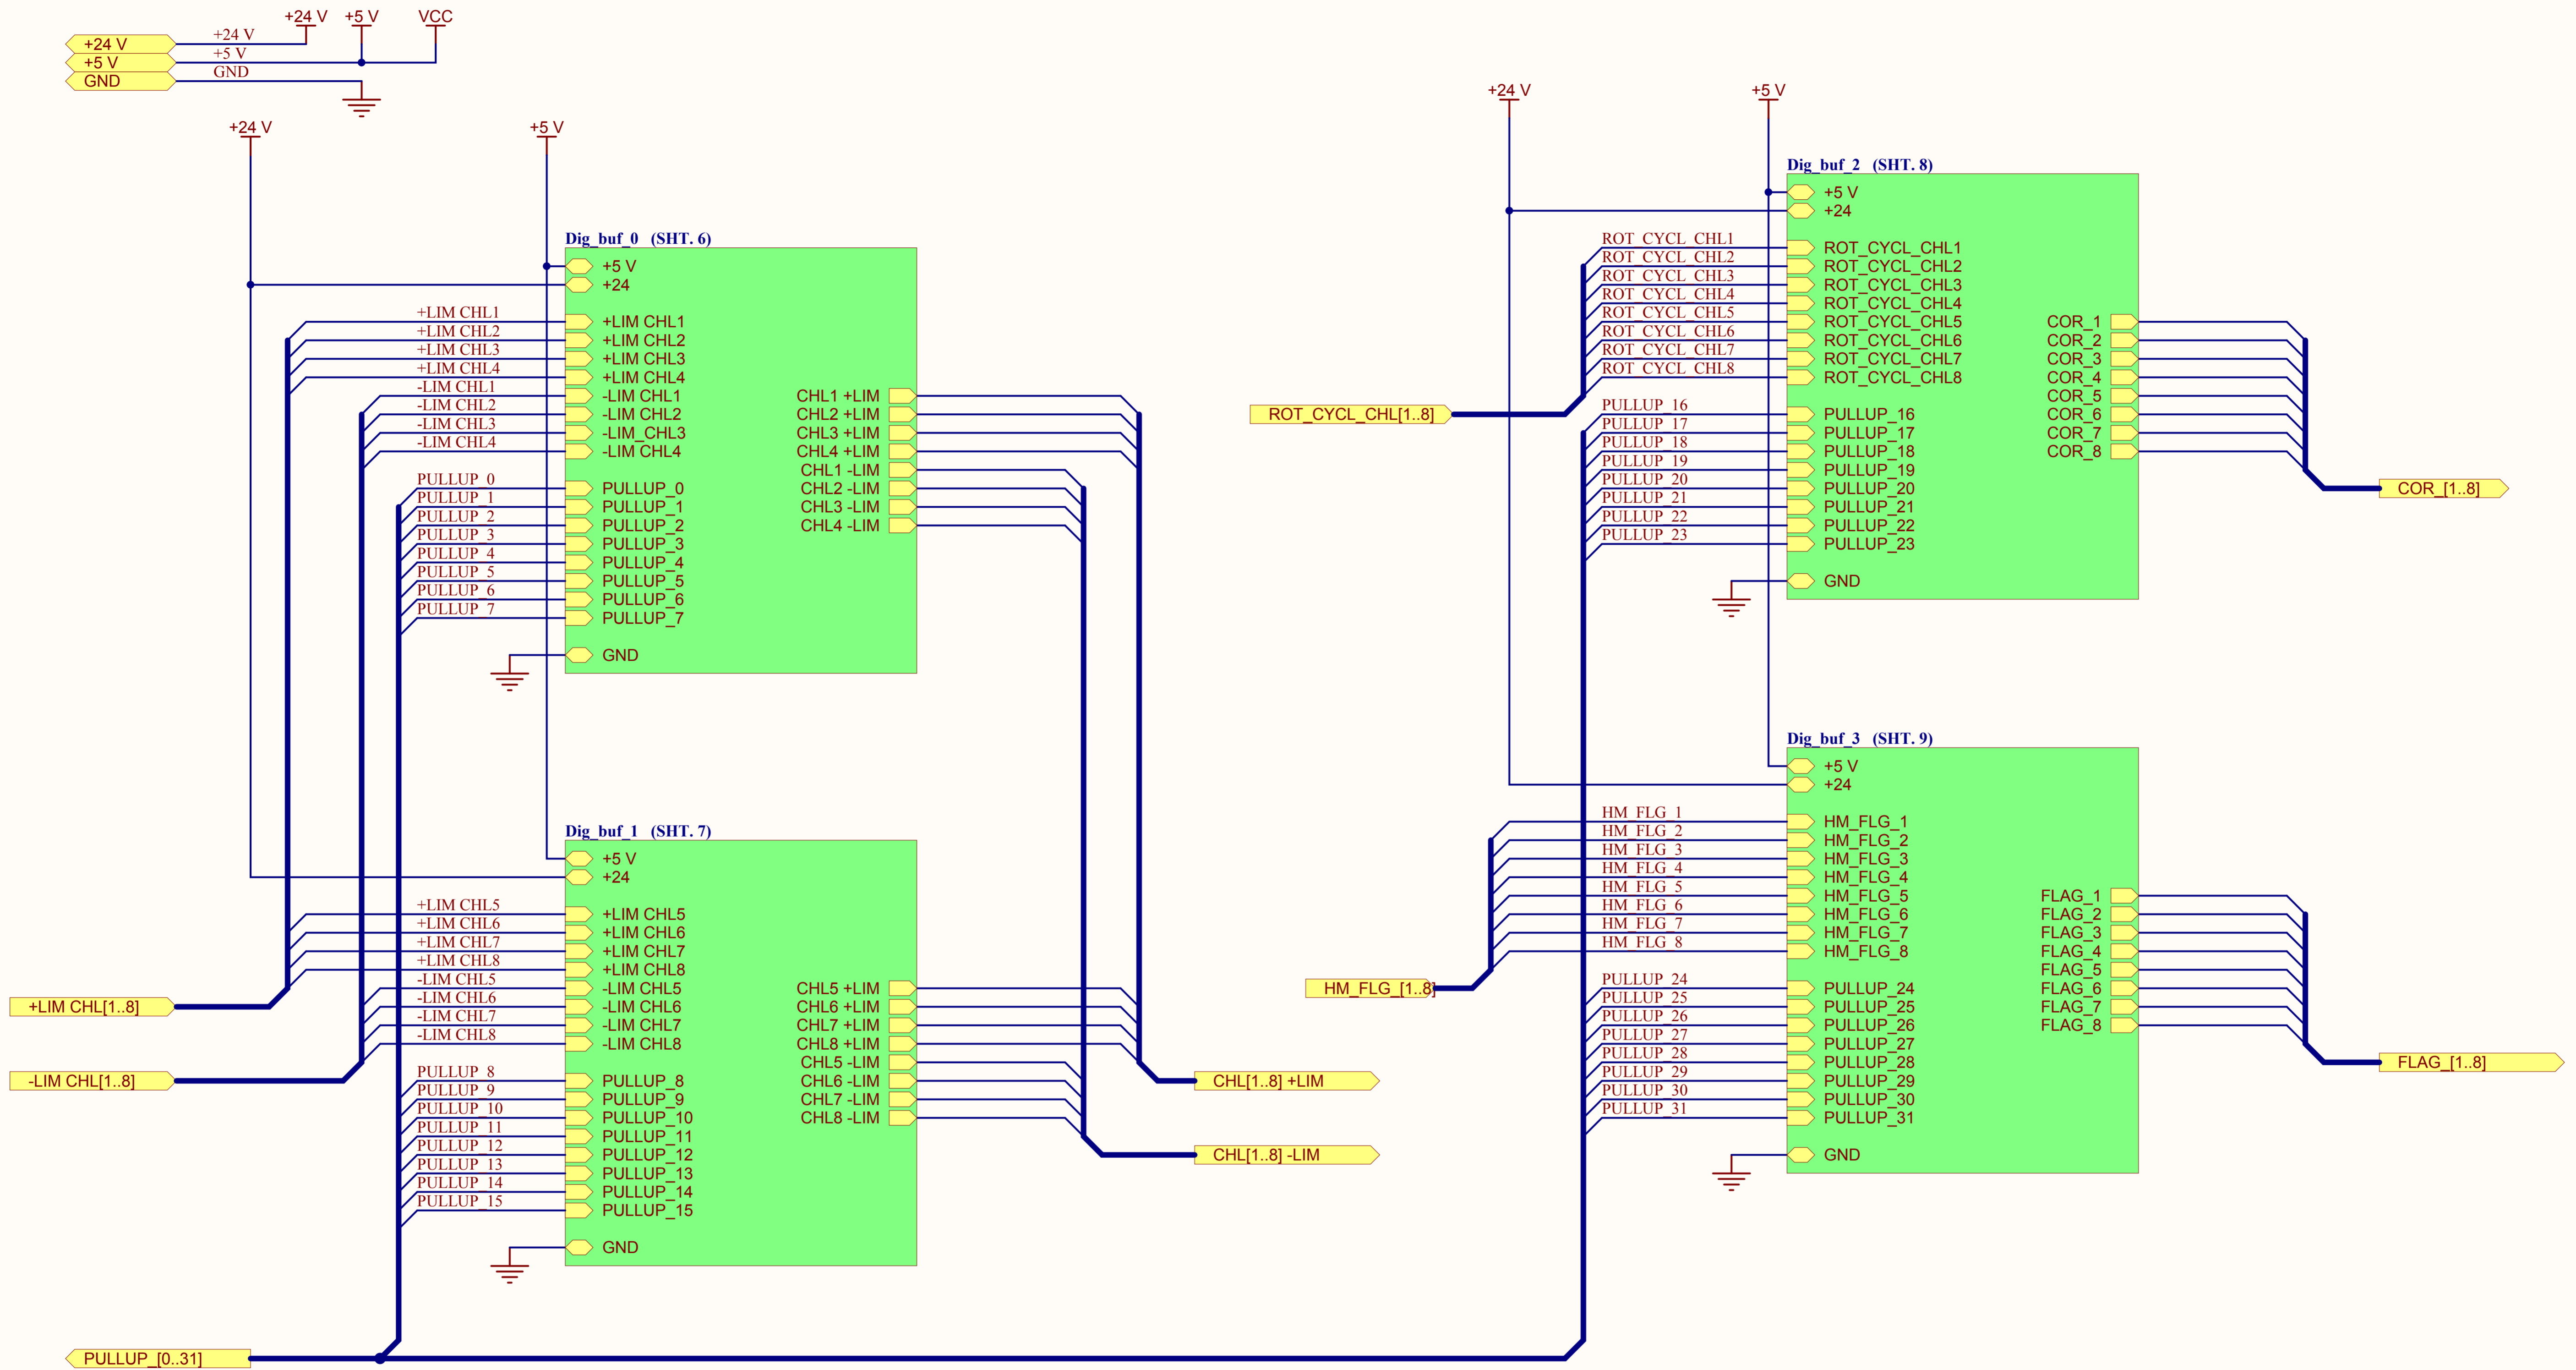 +24 V +5 V VCC
+24 V +24 V
+5 V +5 V
GND GND
+24 V
+5 V
Dig_buf_0 (SHT. 6)
+5 V
+24
+LIM CHL1 +LIM CHL1
+LIM CHL2 +LIM CHL2
+LIM CHL3 +LIM CHL3
+LIM CHL4 +LIM CHL4
-LIM CHL1 -LIM CHL1
-LIM CHL2 -LIM CHL2
-LIM CHL3 -LIM_CHL3
-LIM CHL4 -LIM CHL4
PULLUP_0 PULLUP_0
PULLUP_1 PULLUP_1
PULLUP_2 PULLUP_2
PULLUP_3 PULLUP_3
PULLUP_4 PULLUP_4
PULLUP_5 PULLUP_5
PULLUP_6 PULLUP_6
PULLUP_7 PULLUP_7
GND
CHL1 +LIM
CHL2 +LIM
CHL3 +LIM
CHL4 +LIM
CHL1 -LIM
CHL2 -LIM
CHL3 -LIM
CHL4 -LIM
Dig_buf_1 (SHT. 7)
+5 V
+24
+LIM CHL5 +LIM CHL5
+LIM CHL6 +LIM CHL6
+LIM CHL7 +LIM CHL7
+LIM CHL8 +LIM CHL8
-LIM CHL5 -LIM CHL5
-LIM CHL6 -LIM CHL6
-LIM CHL7 -LIM CHL7
-LIM CHL8 -LIM CHL8
PULLUP_8 PULLUP_8
PULLUP_9 PULLUP_9
PULLUP_10 PULLUP_10
PULLUP_11 PULLUP_11
PULLUP_12 PULLUP_12
PULLUP_13 PULLUP_13
PULLUP_14 PULLUP_14
PULLUP_15 PULLUP_15
GND
CHL5 +LIM
CHL6 +LIM
CHL7 +LIM
CHL8 +LIM
CHL5 -LIM
CHL6 -LIM
CHL7 -LIM
CHL8 -LIM
+LIM CHL[1..8]
-LIM CHL[1..8]
PULLUP_[0..31]
CHL[1..8] +LIM
CHL[1..8] -LIM
+24 V
+5 V
Dig_buf_2 (SHT. 8)
+5 V
+24
ROT_CYCL_CHL1 ROT_CYCL_CHL1
ROT_CYCL_CHL2 ROT_CYCL_CHL2
ROT_CYCL_CHL3 ROT_CYCL_CHL3
ROT_CYCL_CHL4 ROT_CYCL_CHL4
ROT_CYCL_CHL5 ROT_CYCL_CHL5
ROT_CYCL_CHL6 ROT_CYCL_CHL6
ROT_CYCL_CHL7 ROT_CYCL_CHL7
ROT_CYCL_CHL8 ROT_CYCL_CHL8
ROT_CYCL_CHL[1..8]
PULLUP_16 PULLUP_16
PULLUP_17 PULLUP_17
PULLUP_18 PULLUP_18
PULLUP_19 PULLUP_19
PULLUP_20 PULLUP_20
PULLUP_21 PULLUP_21
PULLUP_22 PULLUP_22
PULLUP_23 PULLUP_23
GND
COR_1
COR_2
COR_3
COR_4
COR_5
COR_6
COR_7
COR_8
COR_[1..8]
Dig_buf_3 (SHT. 9)
+5 V
+24
HM_FLG_1 HM_FLG_1
HM_FLG_2 HM_FLG_2
HM_FLG_3 HM_FLG_3
HM_FLG_4 HM_FLG_4
HM_FLG_5 HM_FLG_5
HM_FLG_6 HM_FLG_6
HM_FLG_7 HM_FLG_7
HM_FLG_8 HM_FLG_8
HM_FLG_[1..8]
PULLUP_24 PULLUP_24
PULLUP_25 PULLUP_25
PULLUP_26 PULLUP_26
PULLUP_27 PULLUP_27
PULLUP_28 PULLUP_28
PULLUP_29 PULLUP_29
PULLUP_30 PULLUP_30
PULLUP_31 PULLUP_31
GND
FLAG_1
FLAG_2
FLAG_3
FLAG_4
FLAG_5
FLAG_6
FLAG_7
FLAG_8
FLAG_[1..8]